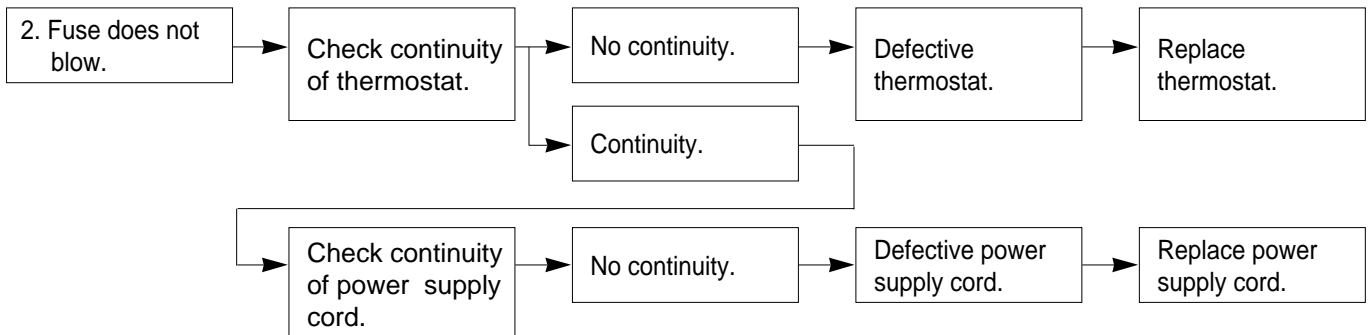 2. Fuse does not
blow.
Check continuity
of thermostat.
No continuity.
Defective
thermostat.
Replace
thermostat.
Continuity.
Check continuity
of power supply
cord.
No continuity.
Defective power
supply cord.
Replace power
supply cord.